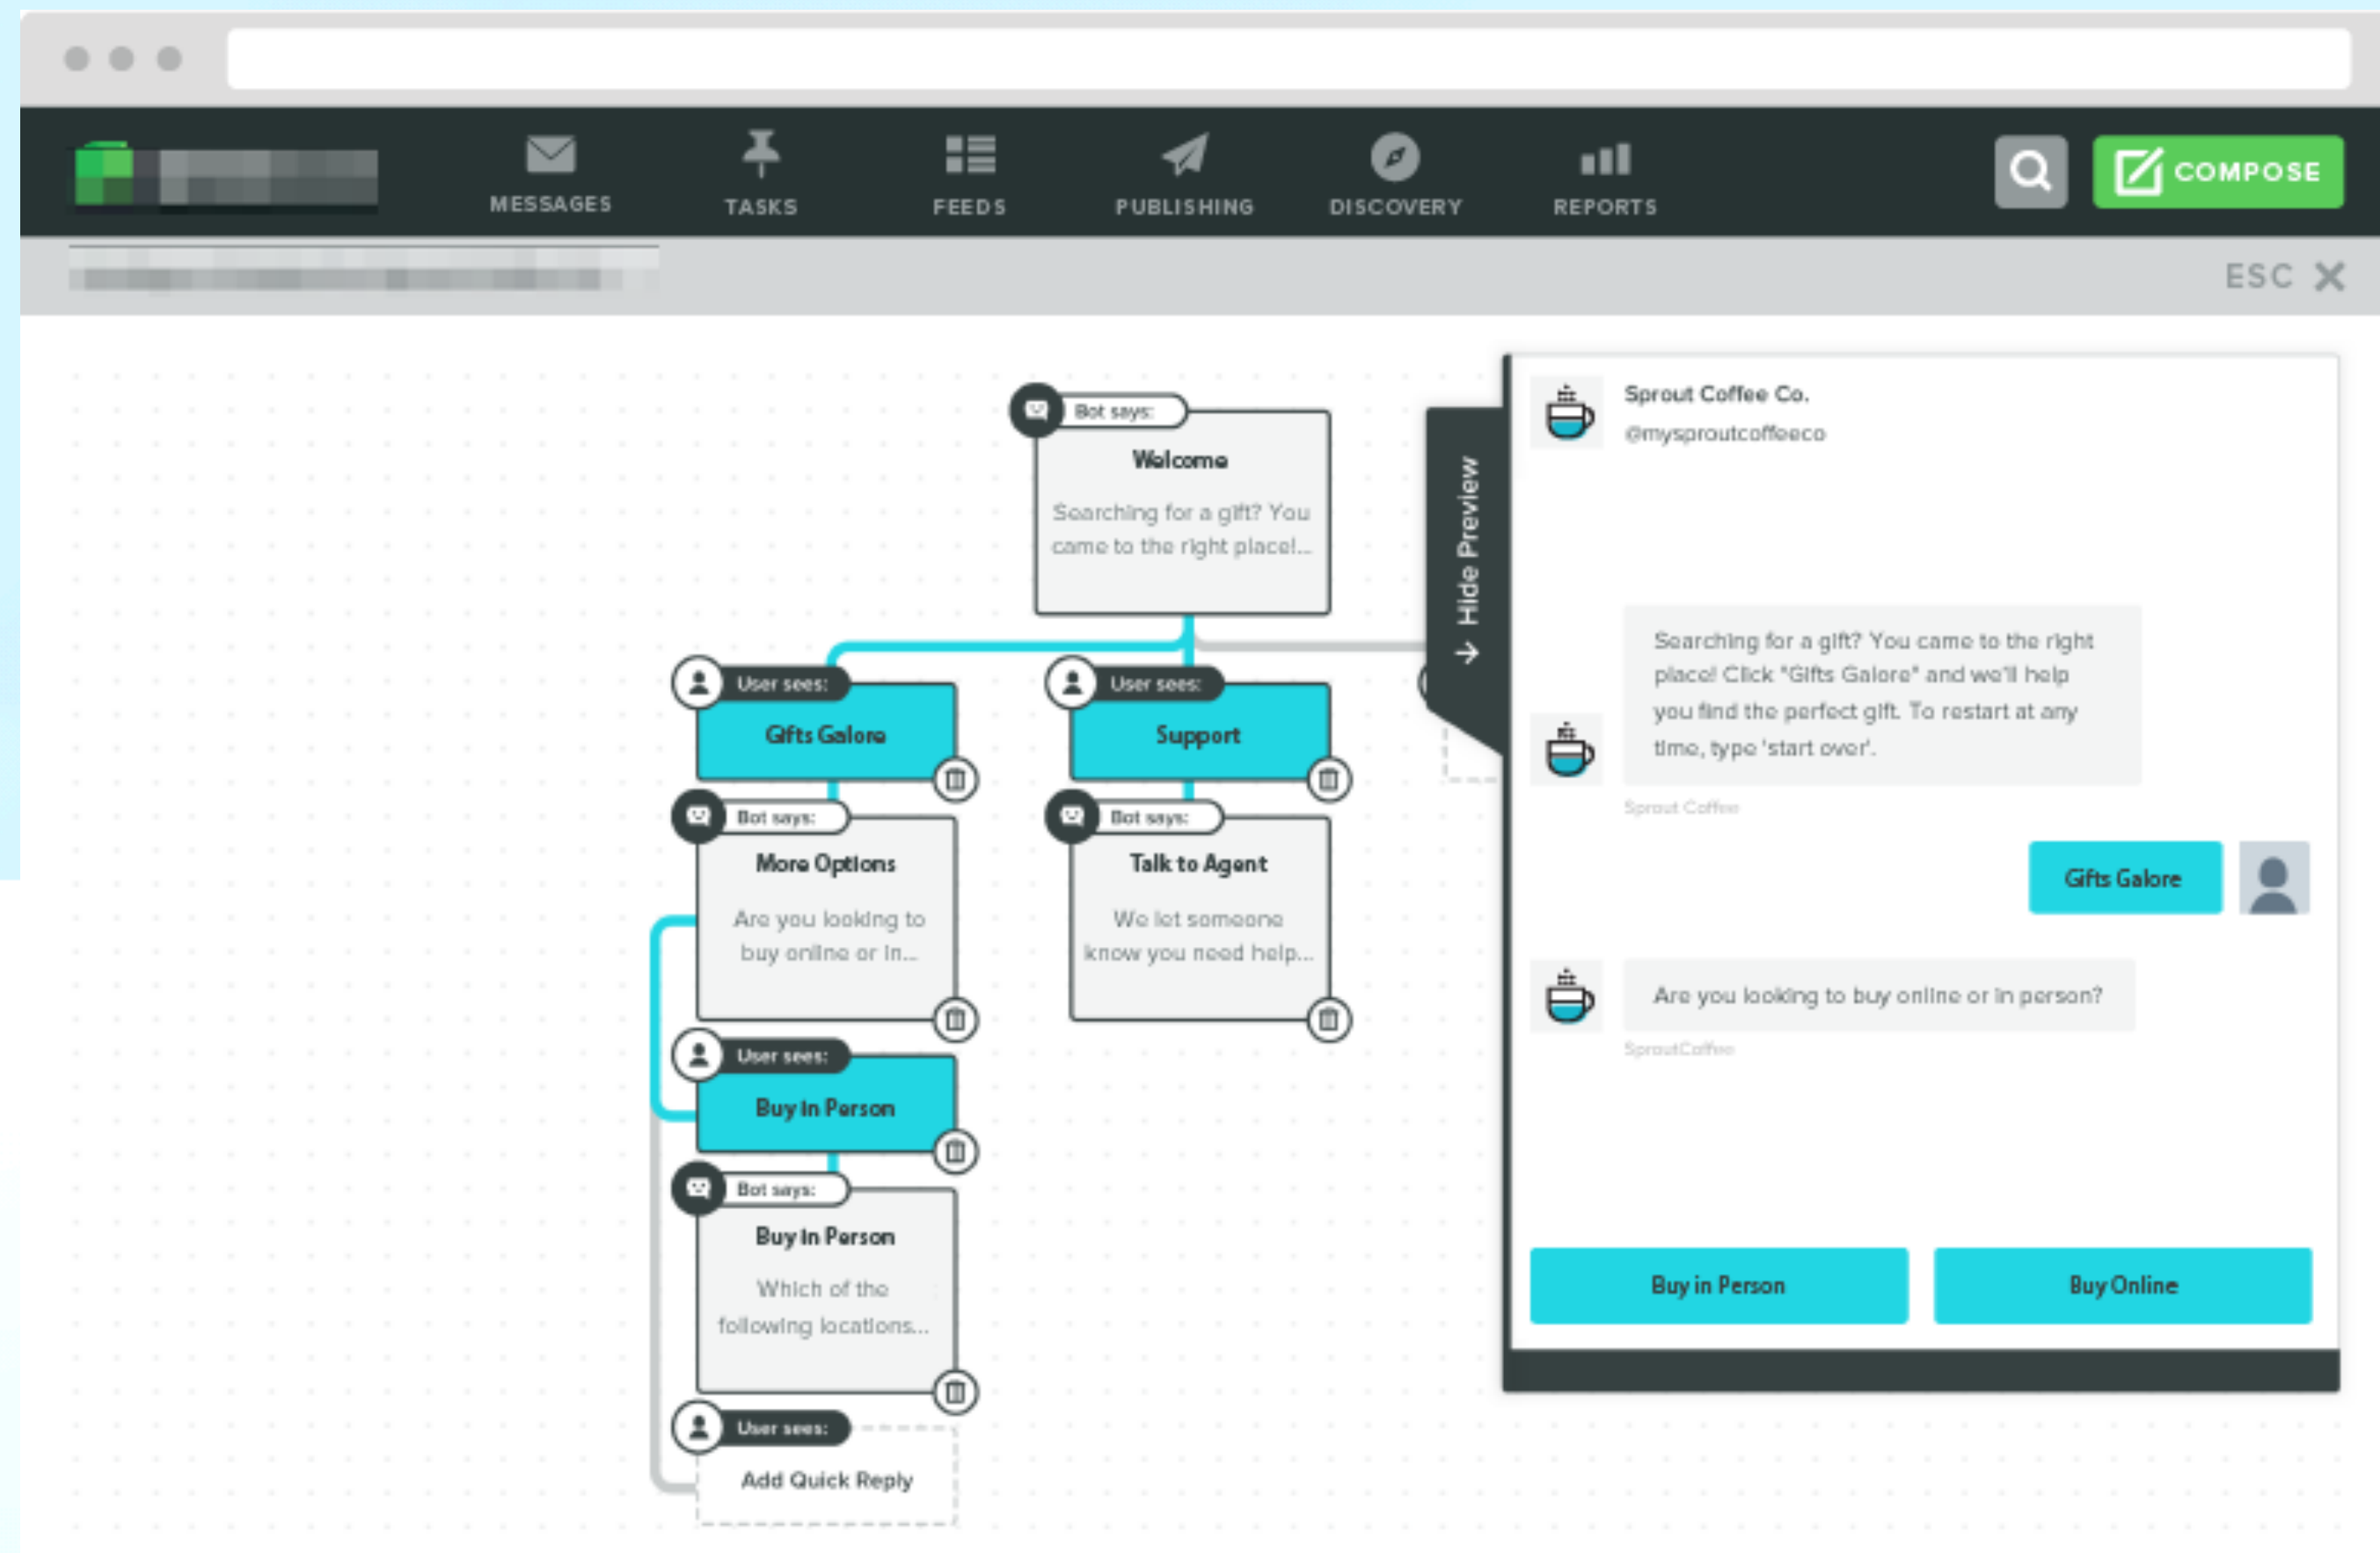 MESSAGES
TASKS
FEEDS
PUBLISHING
DISCOVERY
REPORTS
COMPOSE
ESC
Bot says:
Welcome
Searching for a gift? You
came to the right place!...
User sees:
Gifts Galore
User sees:
Support
Bot says:
More Options
Are you looking to
buy online or in...
Bot says:
Talk to Agent
We let someone
know you need help...
User sees:
Buy in Person
Bot says:
Buy in Person
Which of the
following locations...
User sees:
Add Quick Reply
→ Hide Preview
Sprout Coffee Co.
@mysproutcoffeeco
Searching for a gift? You came to the right
place! Click "Gifts Galore" and we'll help
you find the perfect gift. To restart at any
time, type 'start over'.
Sprout Coffee
Gifts Galore
Are you looking to buy online or in person?
SproutCoffee
Buy in Person
Buy Online